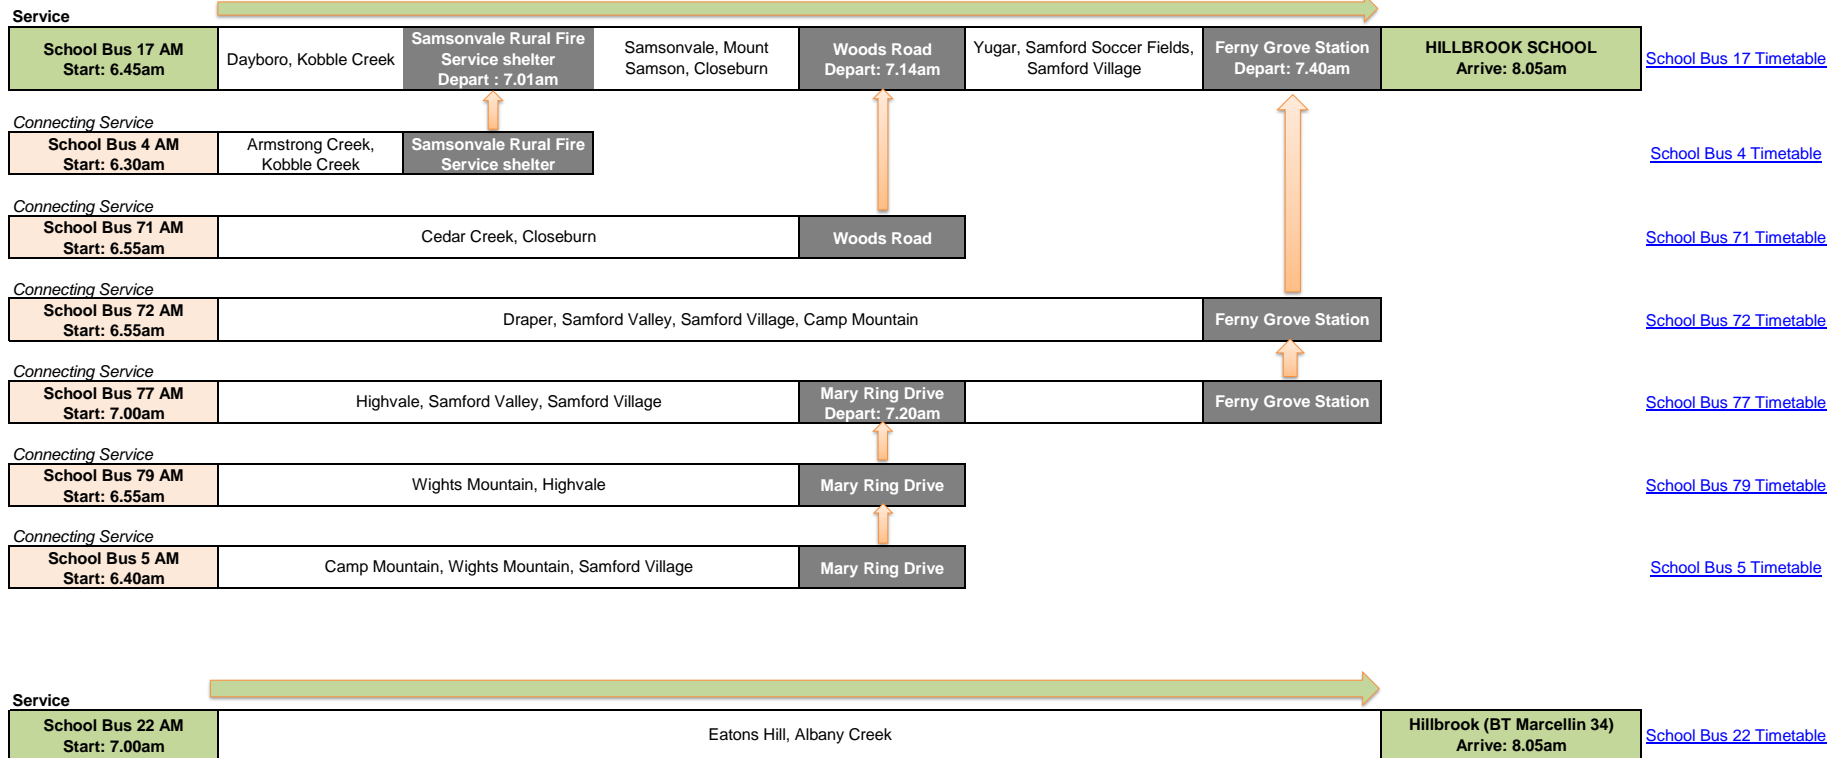 Service
School Bus 17 AM
Start: 6.45am
Dayboro, Kobble Creek
Samsonvale Rural Fire
Service shelter
Depart : 7.01am
Samsonvale, Mount
Samson, Closeburn
Woods Road
Depart: 7.14am
Yugar, Samford Soccer Fields,
Samford Village
Ferny Grove Station
Depart: 7.40am
HILLBROOK SCHOOL
Arrive: 8.05am
School Bus 17 Timetable
Connecting Service
School Bus 4 AM
Start: 6.30am
Armstrong Creek,
Kobble Creek
Samsonvale Rural Fire
Service shelter
School Bus 4 Timetable
Connecting Service
School Bus 71 AM
Start: 6.55am
Cedar Creek, Closeburn
Woods Road
School Bus 71 Timetable
Connecting Service
School Bus 72 AM
Start: 6.55am
Draper, Samford Valley, Samford Village, Camp Mountain
Ferny Grove Station
School Bus 72 Timetable
Connecting Service
School Bus 77 AM
Start: 7.00am
Highvale, Samford Valley, Samford Village
Mary Ring Drive
Depart: 7.20am
Ferny Grove Station
School Bus 77 Timetable
Connecting Service
School Bus 79 AM
Start: 6.55am
Wights Mountain, Highvale
Mary Ring Drive
School Bus 79 Timetable
Connecting Service
School Bus 5 AM
Start: 6.40am
Camp Mountain, Wights Mountain, Samford Village
Mary Ring Drive
School Bus 5 Timetable
Service
School Bus 22 AM
Start: 7.00am
Eatons Hill, Albany Creek
Hillbrook (BT Marcellin 34)
Arrive: 8.05am
School Bus 22 Timetable